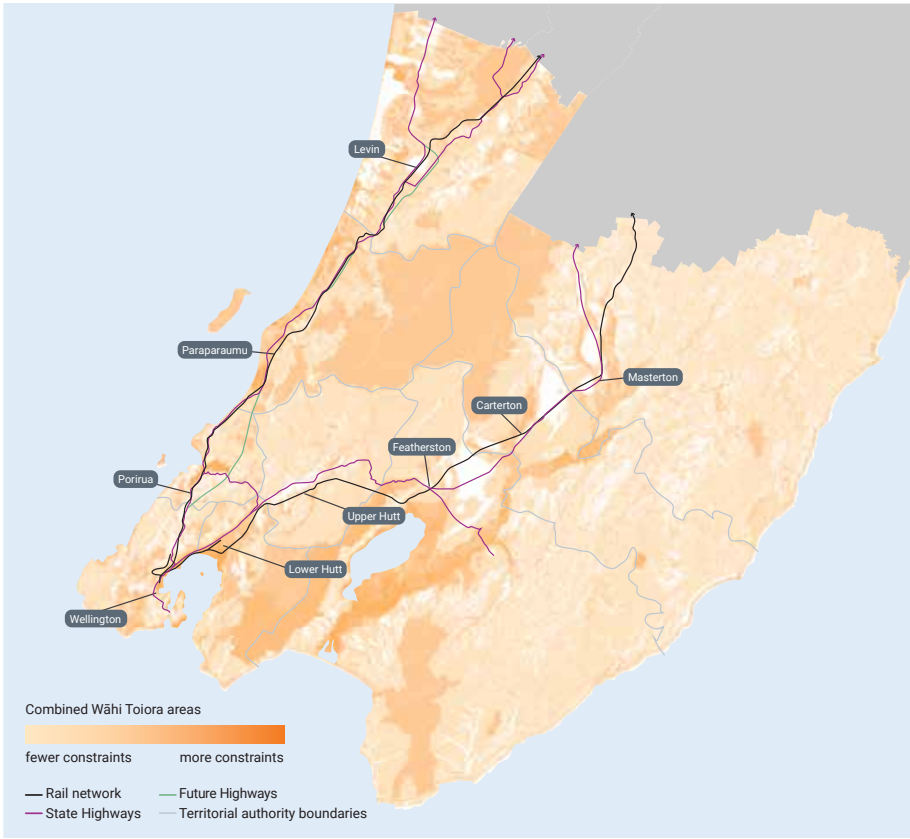 Levin
Paraparaumu
Masterton
Carterton
Featherston
Porirua
Upper Hutt
Lower Hutt
Wellington
Combined Wāhi Toiora areas
fewer constraints more constraints
Rail network Future Highways
State Highways Territorial authority boundaries